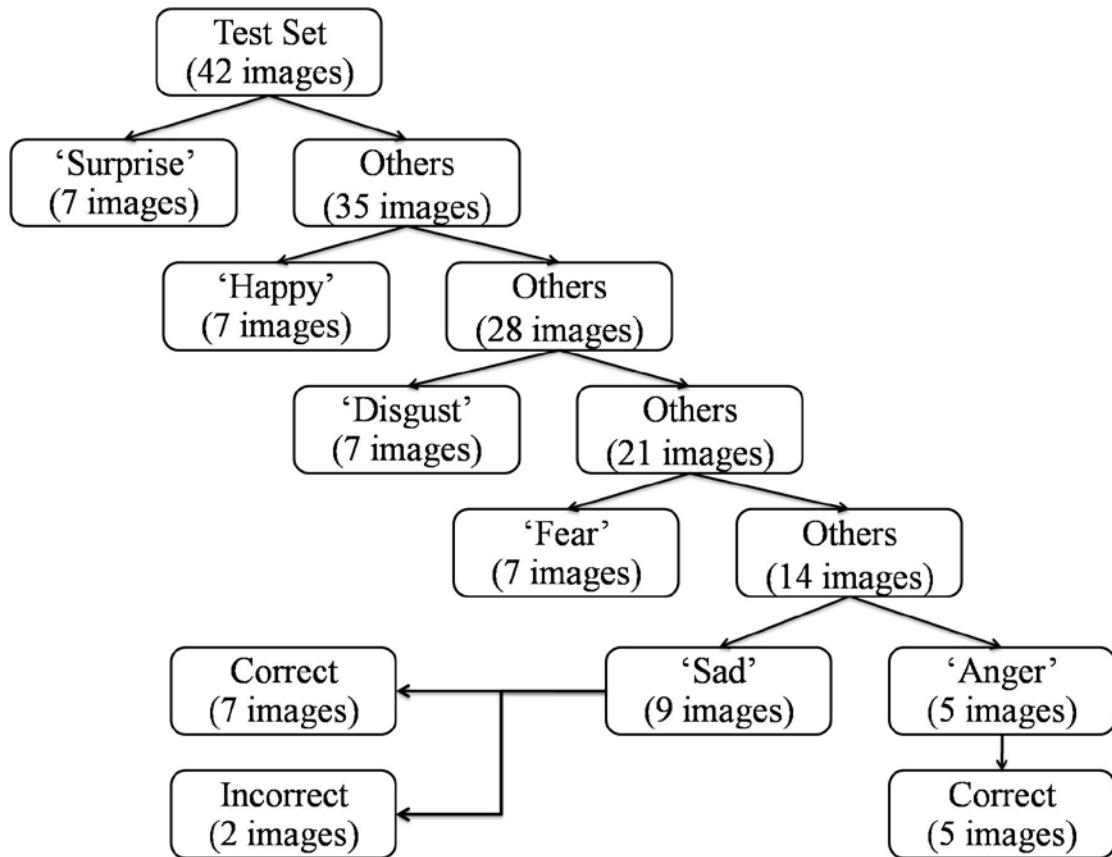 Test Set
(42 images)
‘Surprise’
(7 images)
Others
(35 images)
‘Happy’
(7 images)
Others
(28 images)
‘Disgust’
(7 images)
Others
(21 images)
‘Fear’
(7 images)
Others
(14 images)
Correct
(7 images)
‘Sad’
(9 images)
‘Anger’
(5 images)
Incorrect
(2 images)
Correct
(5 images)